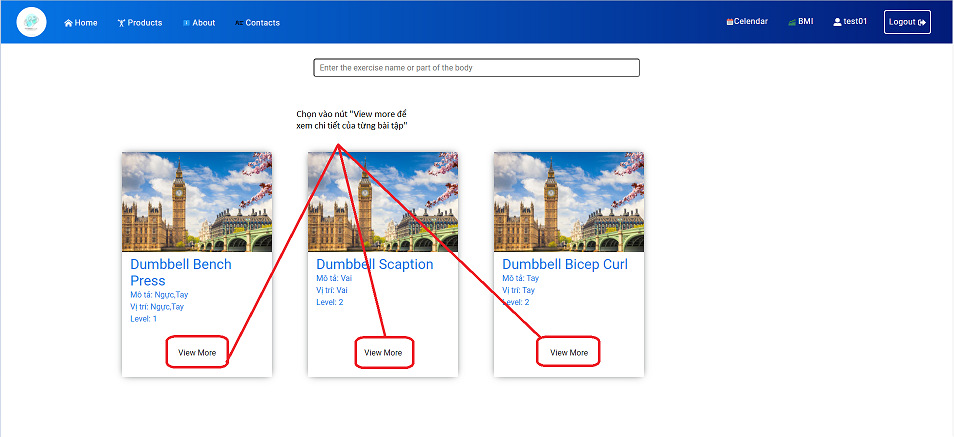 Home
Products
About
Contacts
Celendar
BMI
test01
Logout
Enter the exercise name or part of the body
Chọn vào nút "View more để
xem chi tiết của từng bài tập"
Dumbbell Bench
Press
Mô tả: Ngực,Tay
Vị trí: Ngực,Tay
Level: 1
View More
Dumbbell Scaption
Mô tả: Vai
Vị trí: Vai
Level: 2
View More
Dumbbell Bicep Curl
Mô tả: Tay
Vị trí: Tay
Level: 2
View More